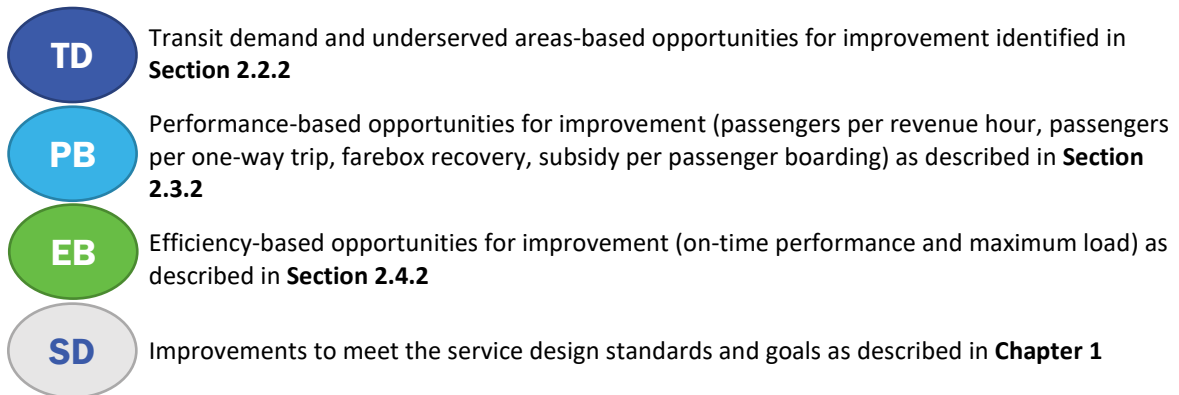 TD
Transit demand and underserved areas-based opportunities for improvement identified in
Section 2.2.2
PB
Performance-based opportunities for improvement (passengers per revenue hour, passengers
per one-way trip, farebox recovery, subsidy per passenger boarding) as described in Section
2.3.2
EB
Efficiency-based opportunities for improvement (on-time performance and maximum load) as
described in Section 2.4.2
SD
Improvements to meet the service design standards and goals as described in Chapter 1